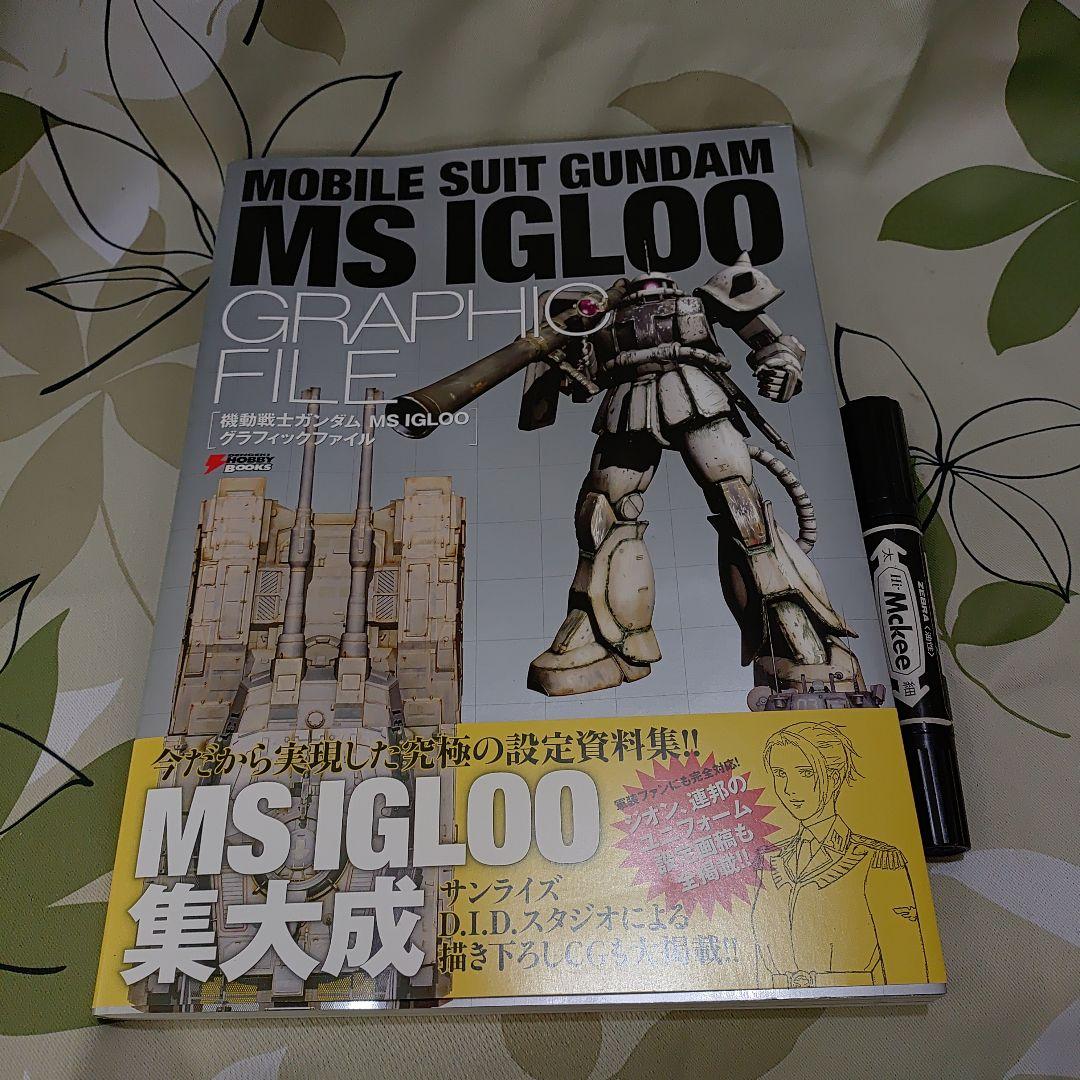 MOBILE SUIT GUNDAM
MS IGLOO
GRAPHIC
FILE
機動戦士ガンダム MS IGLOO
グラフィックファイル
DENGEKI
HOBBY
BOOKS
今だから実現した究極の設定資料集!!
MS IGLOO
集大成
軍装ファンにも完全対応!
ジオン、連邦の
ユニフォーム
設定画稿も
全掲載!!
サンライズ
D.I.D.スタジオによる
描き下ろしCGも大掲載!!
ZEBRA 〈油性〉
太 Hi-Mckee 細